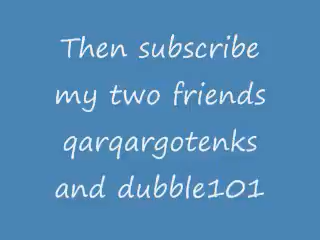 Then subscribe
my two friends
qarqargotenks
and dubble101